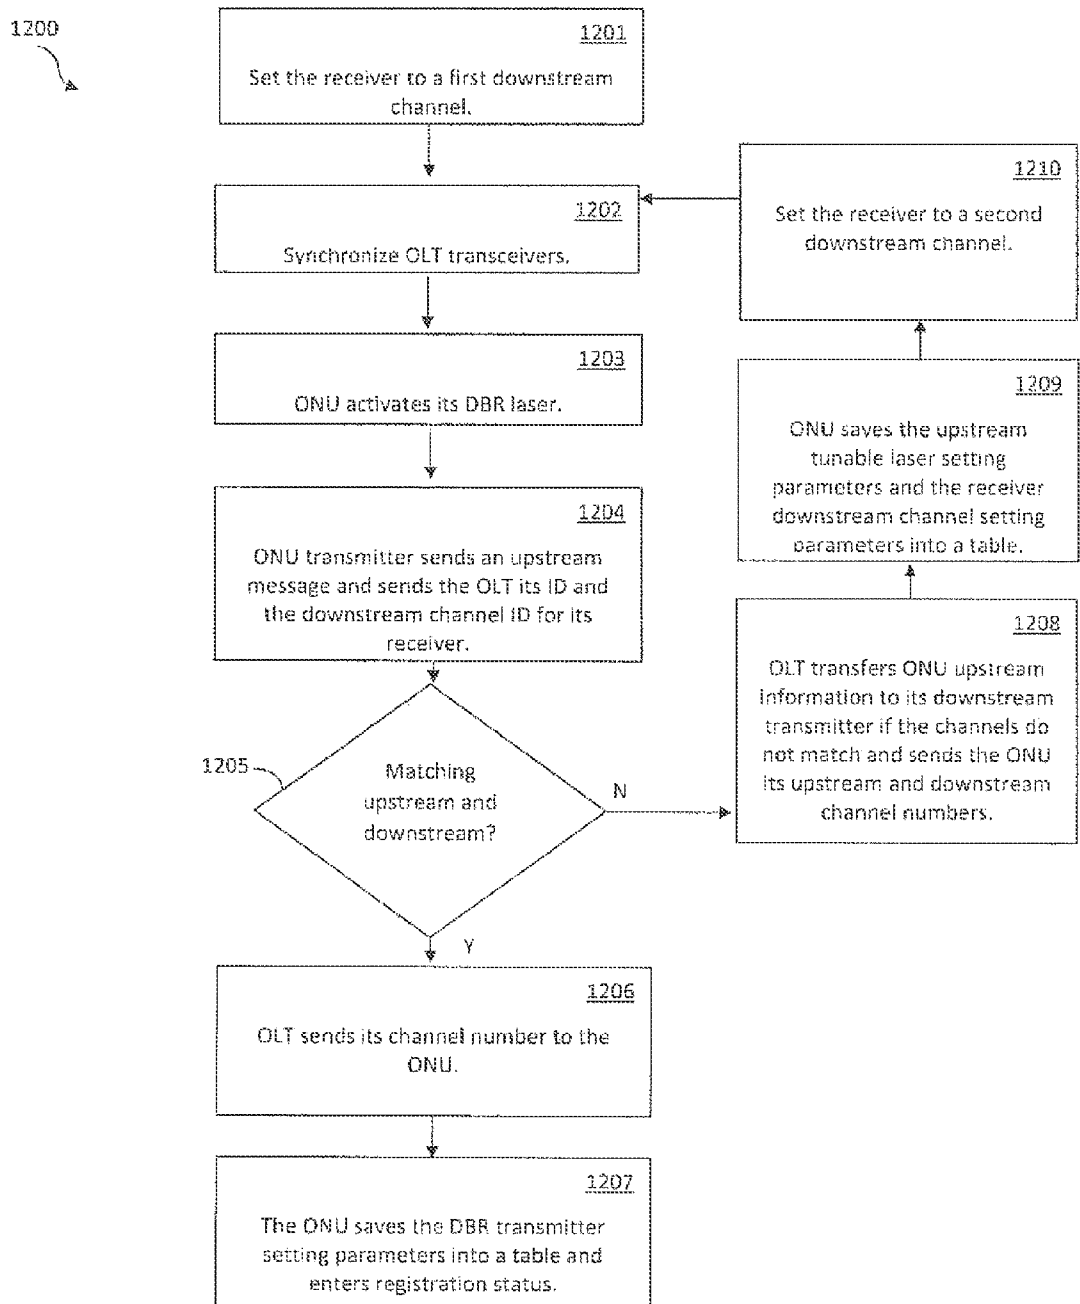 1200
1201
Set the receiver to a first downstream
channel.
1202
Synchronize OLT transceivers.
1203
ONU activates its DBR laser.
1204
ONU transmitter sends an upstream
message and sends the OLT its ID and
the downstream channel ID for its
receiver.
1205
Matching
upstream and
downstream?
N
Y
1206
OLT sends its channel number to the
ONU.
1207
The ONU saves the DBR transmitter
setting parameters into a table and
enters registration status.
1208
OLT transfers ONU upstream
information to its downstream
transmitter if the channels do
not match and sends the ONU
its upstream and downstream
channel numbers.
1209
ONU saves the upstream
tunable laser setting
parameters and the receiver
downstream channel setting
parameters into a table.
1210
Set the receiver to a second
downstream channel.